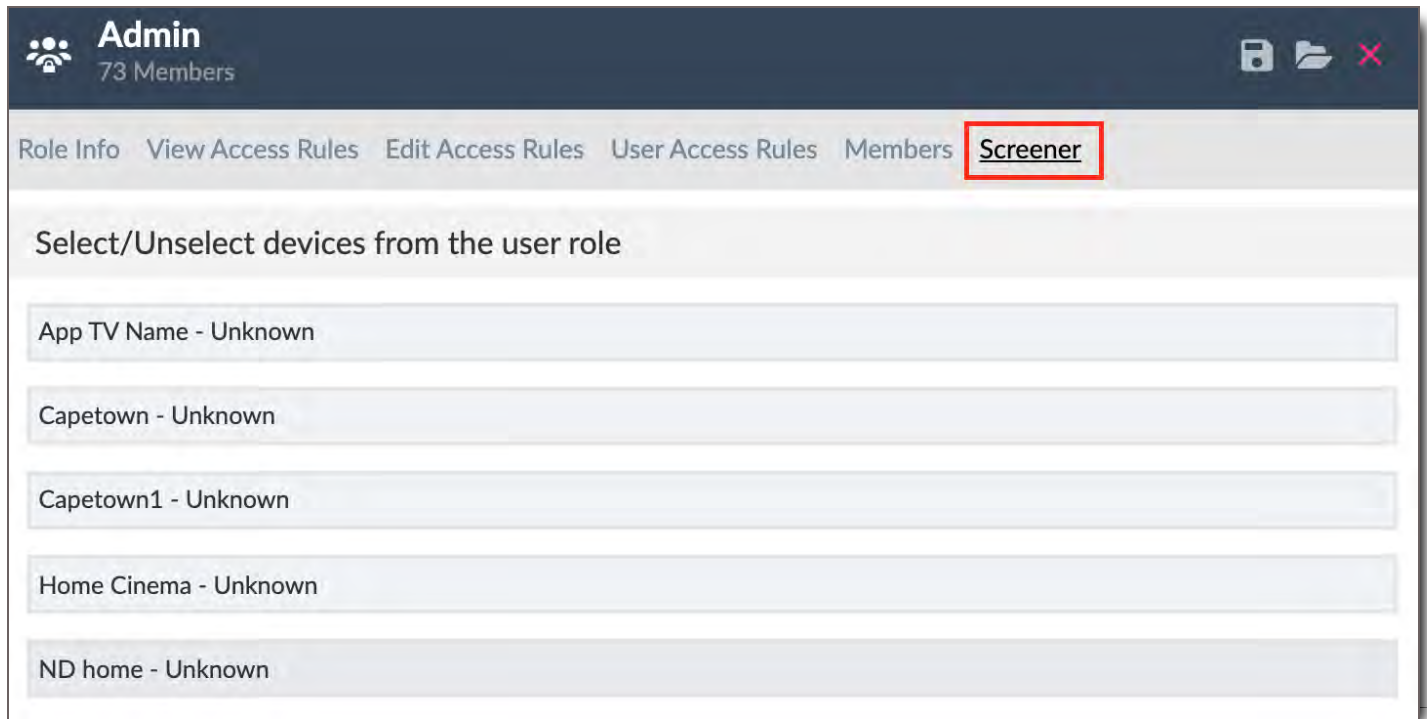 Admin
73 Members
Role Info View Access Rules Edit Access Rules User Access Rules Members Screener
Select/Unselect devices from the user role
App TV Name - Unknown
Capetown - Unknown
Capetown1 - Unknown
Home Cinema - Unknown
ND home - Unknown